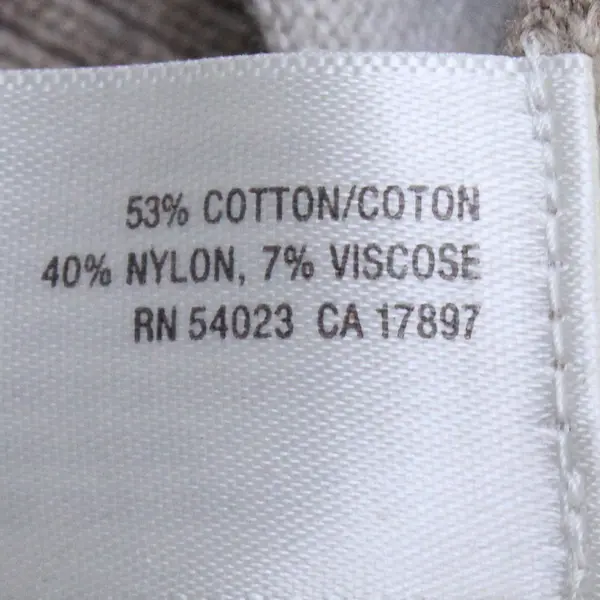 53% COTTON/COTON
40% NYLON, 7% VISCOSE
RN 54023 CA 17897